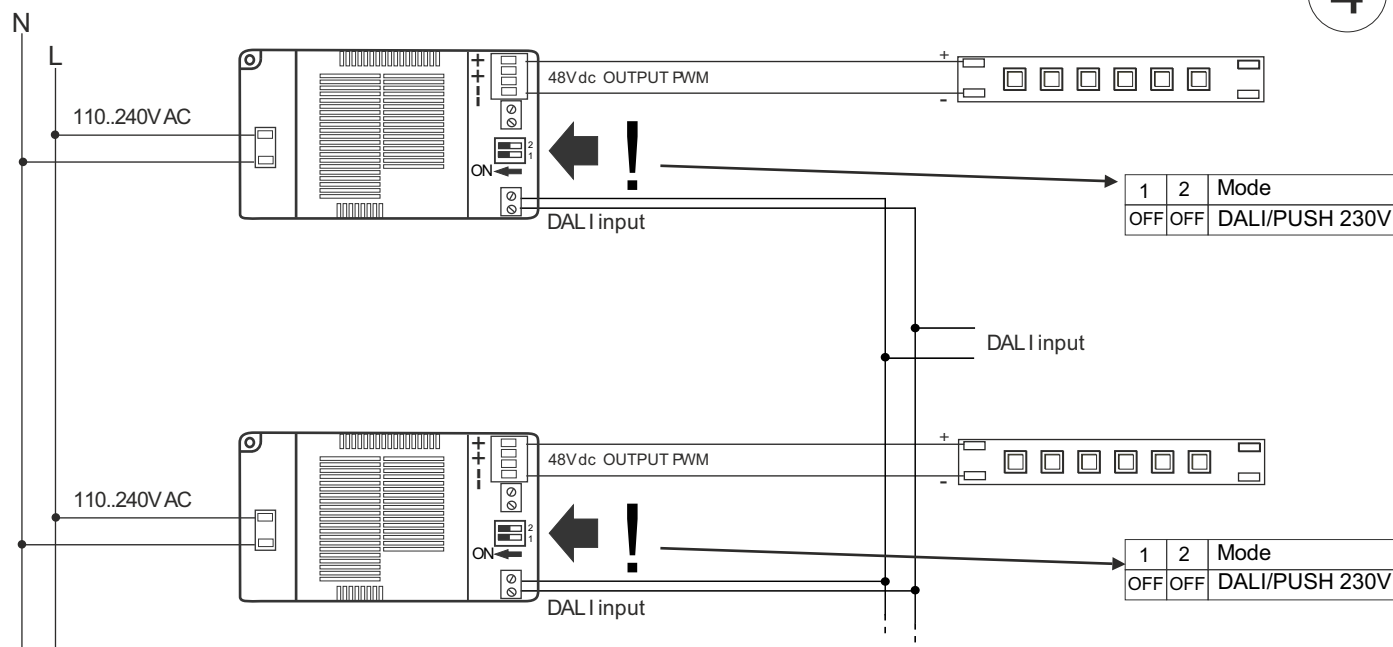 4
N
L
110..240V AC
+
+
-
-
48Vdc OUTPUT PWM
+
-
2
1
ON
!
DALI input
1 2 Mode
OFF OFF DALI/PUSH 230V
DALI input
110..240V AC
+
+
-
-
48Vdc OUTPUT PWM
+
-
2
1
ON
!
DALI input
1 2 Mode
OFF OFF DALI/PUSH 230V